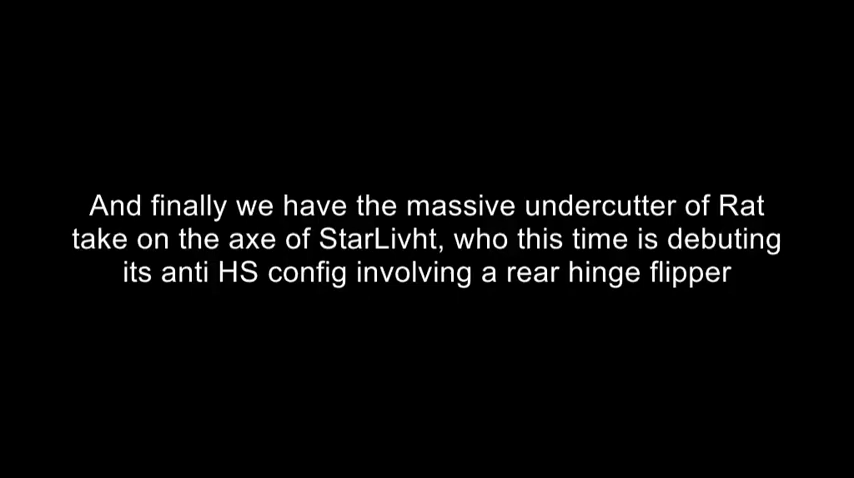 And finally we have the massive undercutter of Rat
take on the axe of StarLivht, who this time is debuting
its anti HS config involving a rear hinge flipper